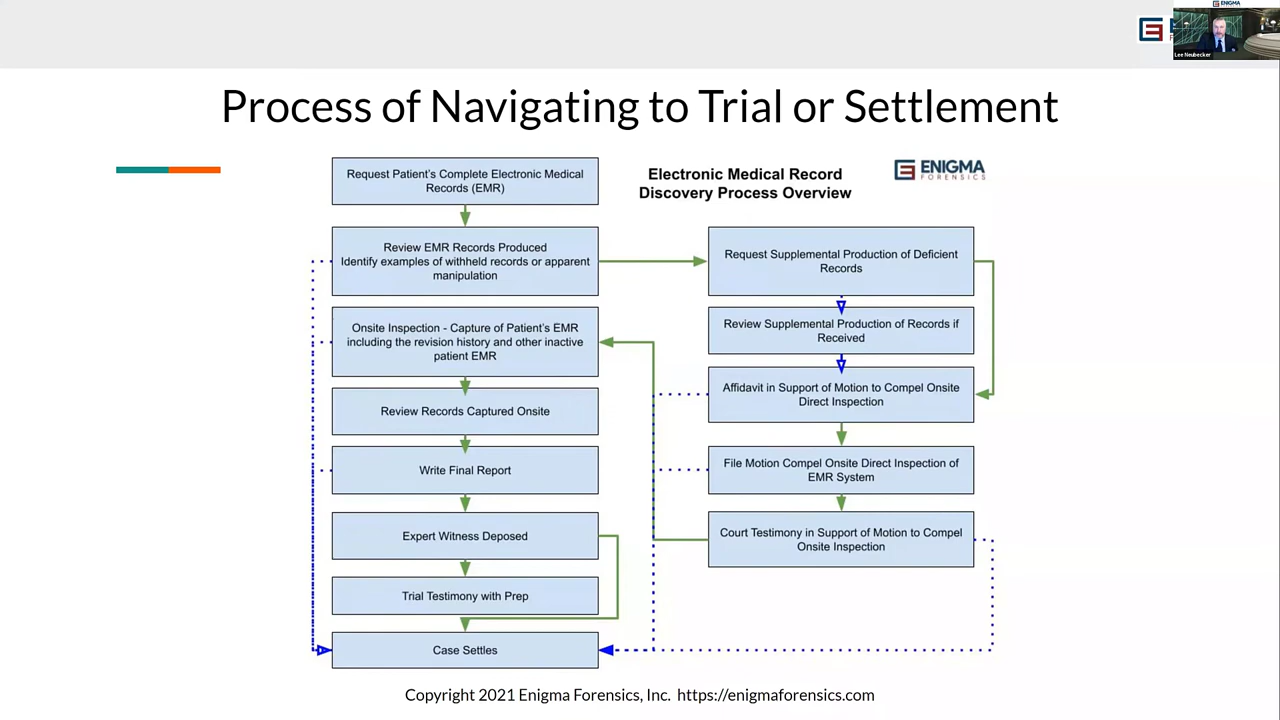 ENIGMA
Lee Neubecker
Process of Navigating to Trial or Settlement
Electronic Medical Record
Discovery Process Overview
ENIGMA
FORENSICS
Request Patient's Complete Electronic Medical
Records (EMR)
Review EMR Records Produced
Identify examples of withheld records or apparent
manipulation
Onsite Inspection - Capture of Patient's EMR
including the revision history and other inactive
patient EMR
Review Records Captured Onsite
Write Final Report
Expert Witness Deposed
Trial Testimony with Prep
Case Settles
Request Supplemental Production of Deficient
Records
Review Supplemental Production of Records if
Received
Affidavit in Support of Motion to Compel Onsite
Direct Inspection
File Motion Compel Onsite Direct Inspection of
EMR System
Court Testimony in Support of Motion to Compel
Onsite Inspection
Copyright 2021 Enigma Forensics, Inc. https://enigmaforensics.com